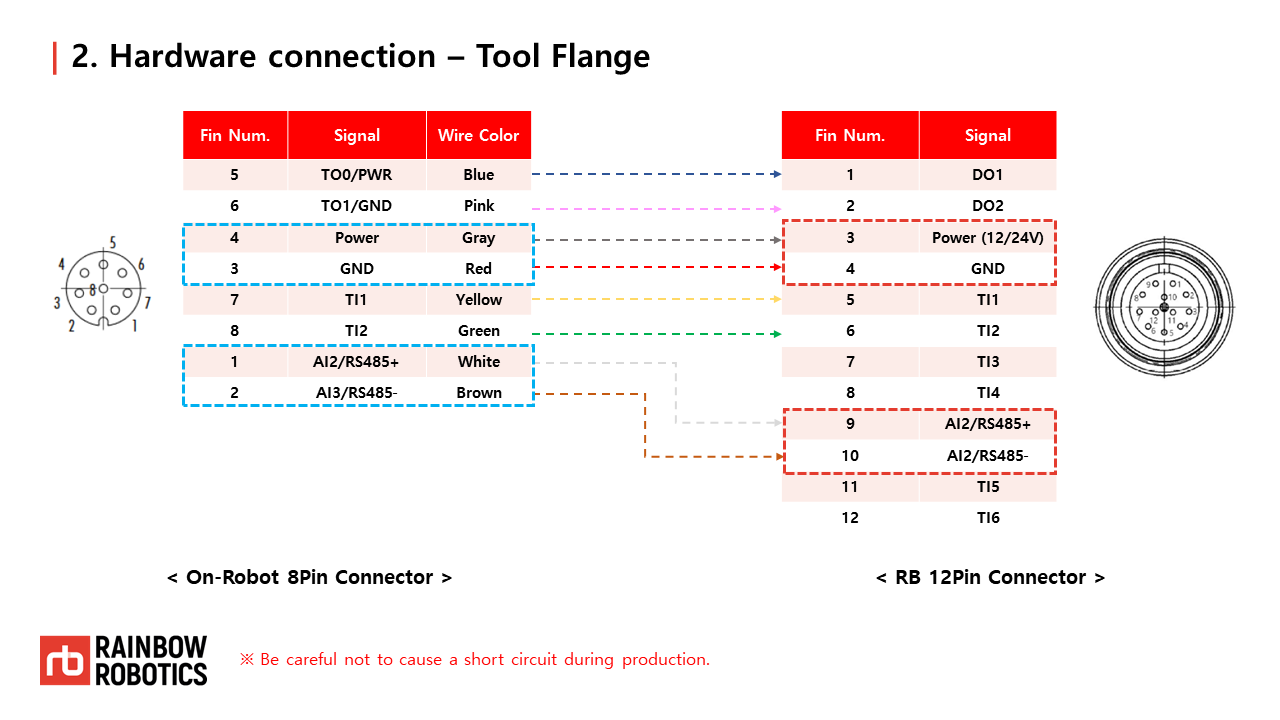 2. Hardware connection – Tool Flange
Fin Num. Signal Wire Color
5 TO0/PWR Blue
6 TO1/GND Pink
4 Power Gray
3 GND Red
7 TI1 Yellow
8 TI2 Green
1 AI2/RS485+ White
2 AI3/RS485- Brown
Fin Num. Signal
1 DO1
2 DO2
3 Power (12/24V)
4 GND
5 TI1
6 TI2
7 TI3
8 TI4
9 AI2/RS485+
10 AI2/RS485-
11 TI5
12 TI6
5
4 6
3 8 7
2 1
9 1
8 10 2
7 12 11 3
6 5 4
< On-Robot 8Pin Connector >
< RB 12Pin Connector >
rb RAINBOW
ROBOTICS
※ Be careful not to cause a short circuit during production.